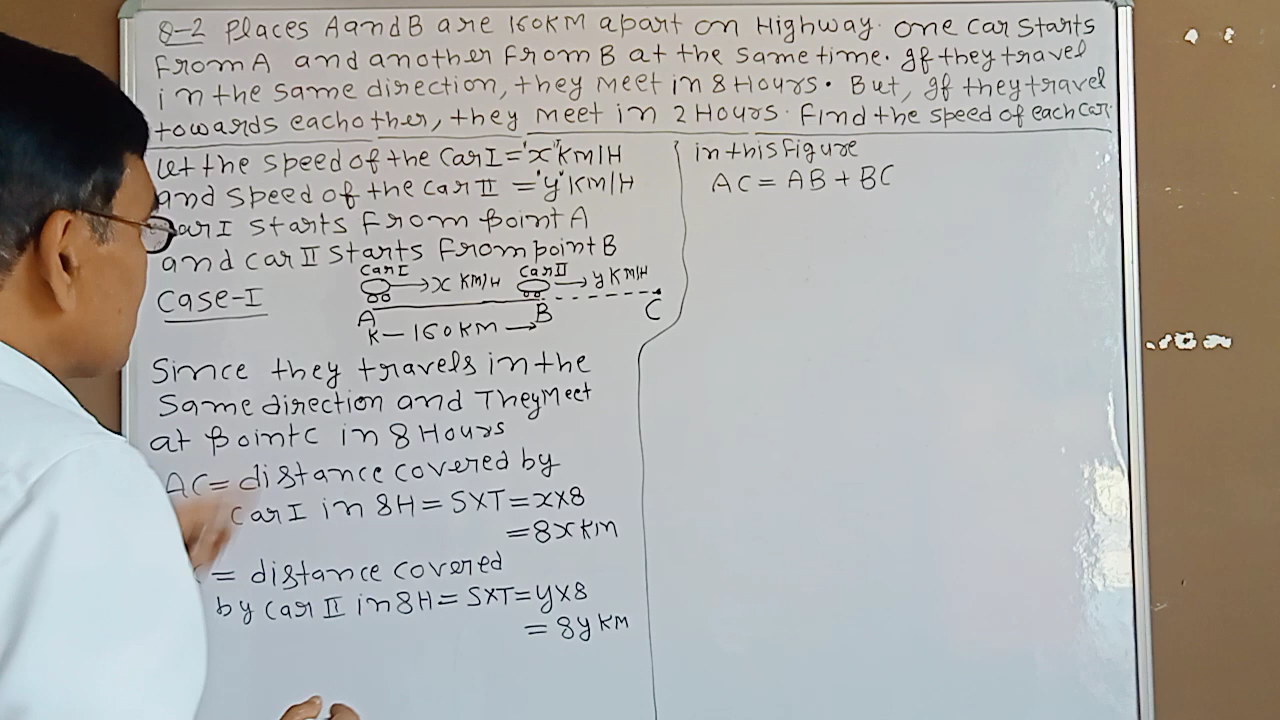 Q-2 Places A and B are 160KM apart on Highway. One car starts
From A and another From B at the same time. If they travel
in the same direction, they meet in 8 Hours. But, If they travel
towards each other, they meet in 2 Hours. Find the speed of each car.
Let the speed of the car I = 'x' KM/H
and speed of the car II = 'y' KM/H
car I starts From point A
and car II starts From point B
Case-I
Car I → x KM/H Car II → y KM/H
A B C
K— 160KM →
Since they travels in the
Same direction and They Meet
at point C in 8 Hours
AC = distance covered by
car I in 8H = S×T = x×8
= 8x KM
= distance covered
by car II in 8H = S×T = y×8
= 8y KM
in this Figure
AC = AB + BC